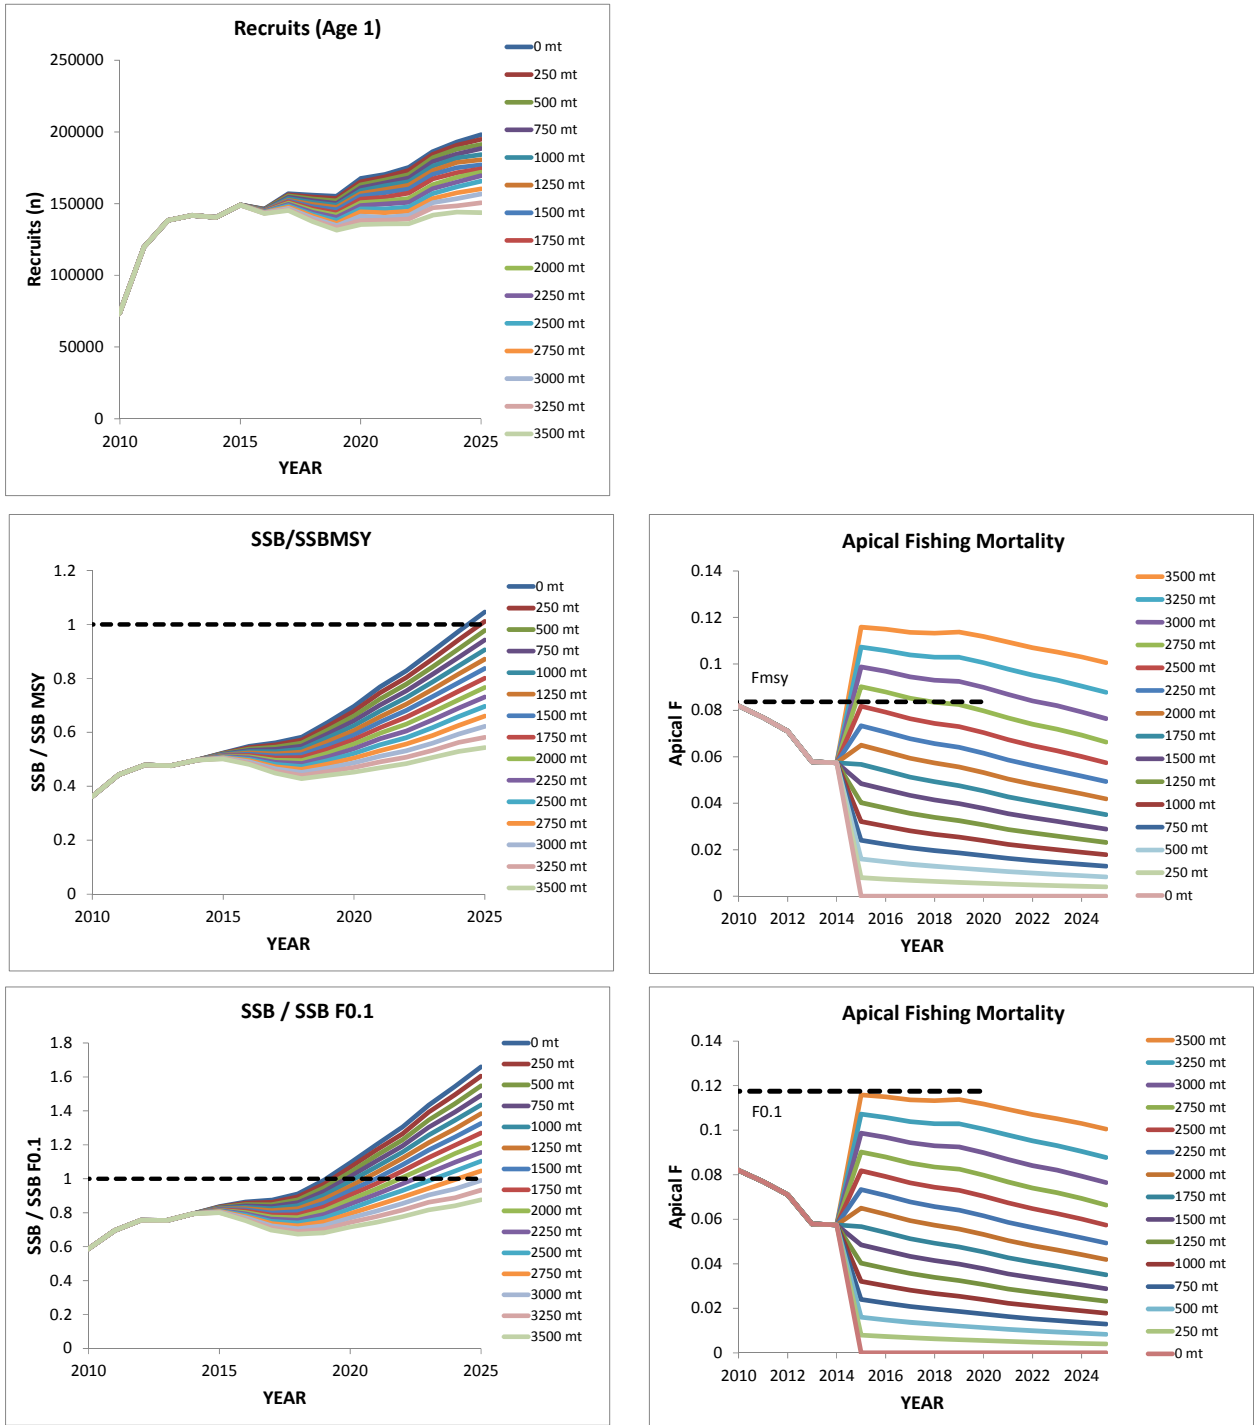 Recruits (Age 1)
250000
200000
150000
100000
50000
0
Recruits (n)
2010
2015
2020
2025
YEAR
0 mt
250 mt
500 mt
750 mt
1000 mt
1250 mt
1500 mt
1750 mt
2000 mt
2250 mt
2500 mt
2750 mt
3000 mt
3250 mt
3500 mt
SSB/SSBMSY
1.2
1
0.8
0.6
0.4
0.2
0
SSB / SSB MSY
2010
2015
2020
2025
YEAR
0 mt
250 mt
500 mt
750 mt
1000 mt
1250 mt
1500 mt
1750 mt
2000 mt
2250 mt
2500 mt
2750 mt
3000 mt
3250 mt
3500 mt
Apical Fishing Mortality
0.14
0.12
0.1
0.08
0.06
0.04
0.02
0
Apical F
Fmsy
2010
2012
2014
2016
2018
2020
2022
2024
YEAR
3500 mt
3250 mt
3000 mt
2750 mt
2500 mt
2250 mt
2000 mt
1750 mt
1500 mt
1250 mt
1000 mt
750 mt
500 mt
250 mt
0 mt
SSB / SSB F0.1
1.8
1.6
1.4
1.2
1
0.8
0.6
0.4
0.2
0
SSB / SSB F0.1
2010
2015
2020
2025
YEAR
0 mt
250 mt
500 mt
750 mt
1000 mt
1250 mt
1500 mt
1750 mt
2000 mt
2250 mt
2500 mt
2750 mt
3000 mt
3250 mt
3500 mt
Apical Fishing Mortality
0.14
0.12
0.1
0.08
0.06
0.04
0.02
0
Apical F
F0.1
2010
2012
2014
2016
2018
2020
2022
2024
YEAR
3500 mt
3250 mt
3000 mt
2750 mt
2500 mt
2250 mt
2000 mt
1750 mt
1500 mt
1250 mt
1000 mt
750 mt
500 mt
250 mt
0 mt